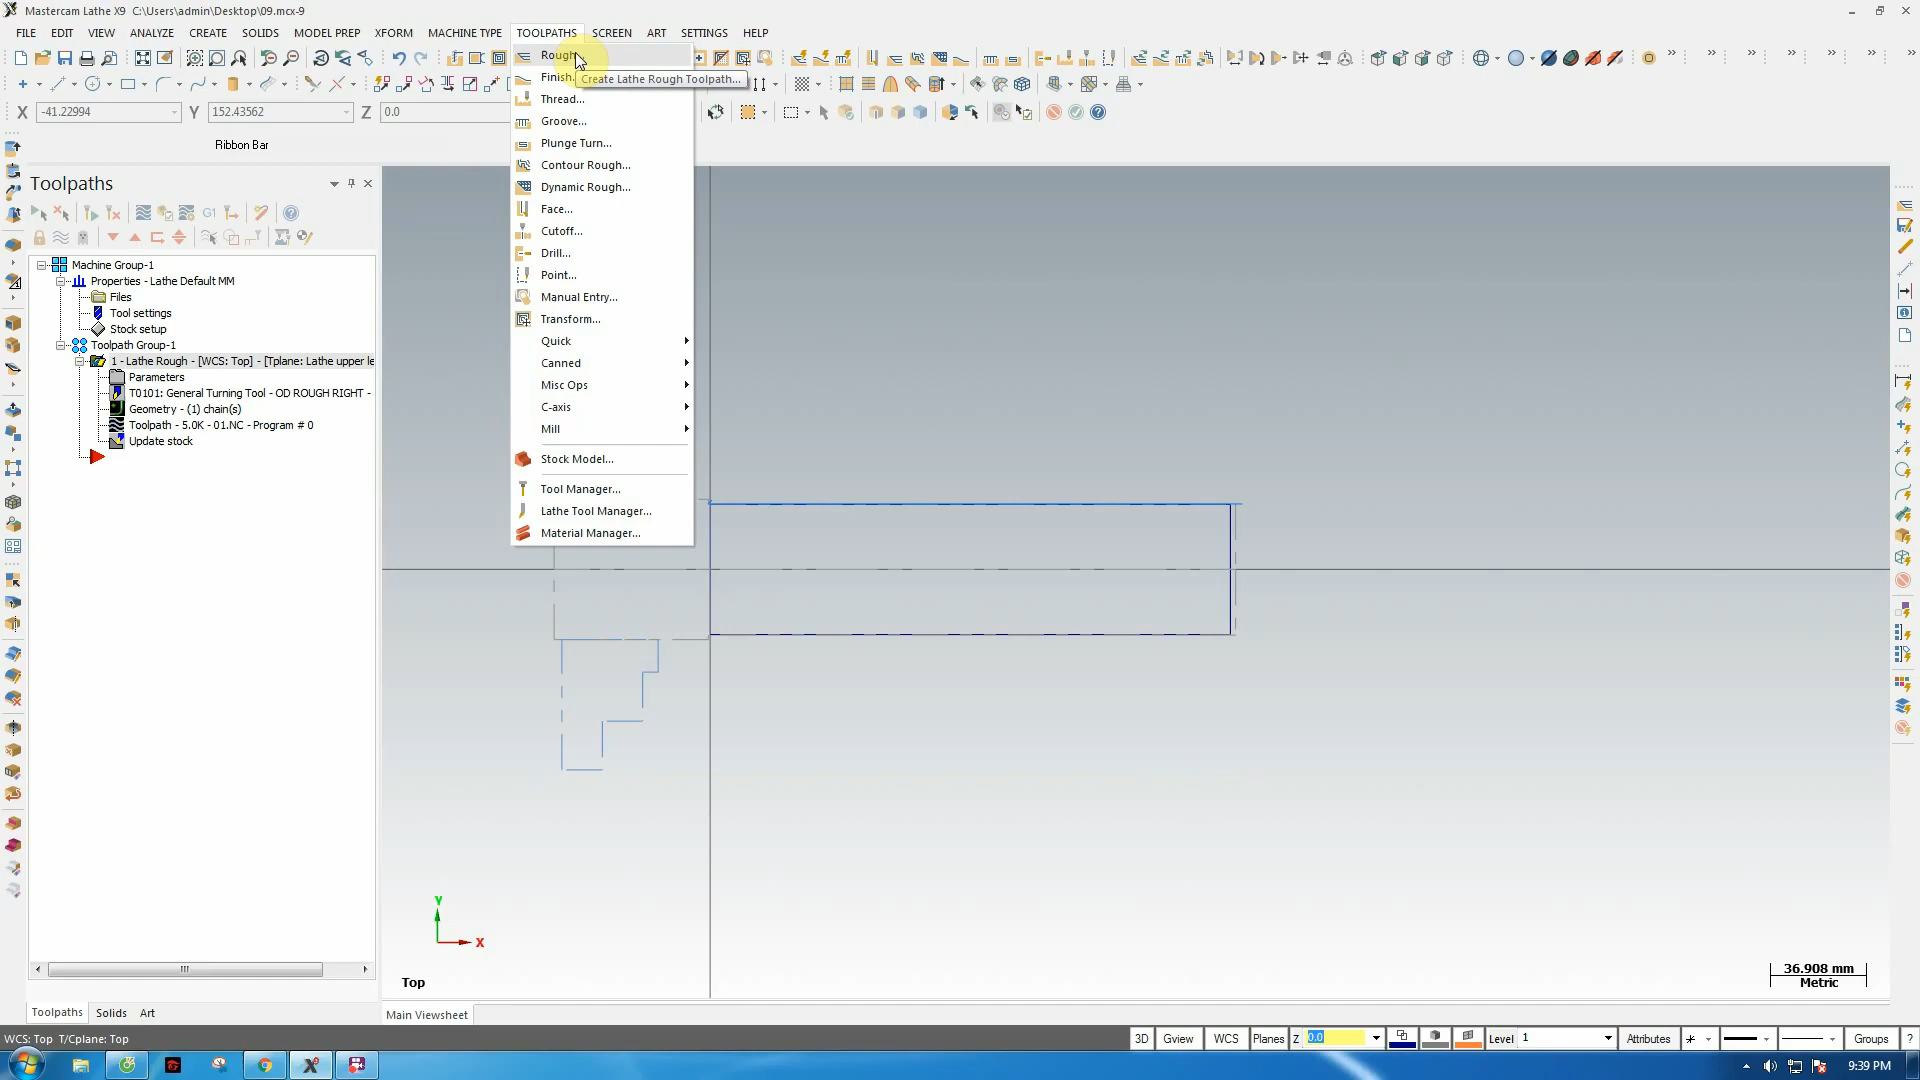 Mastercam Lathe X9  C:\Users\admin\Desktop\09.mcx-9
FILE EDIT VIEW ANALYZE CREATE SOLIDS MODEL PREP XFORM MACHINE TYPE TOOLPATHS SCREEN ART SETTINGS HELP
Rough
Create Lathe Rough Toolpath...
Finish.
Thread...
Groove...
Plunge Turn...
Contour Rough...
Dynamic Rough...
Face...
Cutoff...
Drill...
Point...
Manual Entry...
Transform...
Quick
Canned
Misc Ops
C-axis
Mill
Stock Model...
Tool Manager...
Lathe Tool Manager...
Material Manager...
X -41.22994 Y 152.43562 Z 0.0
Ribbon Bar
Toolpaths
G1
Machine Group-1
Properties - Lathe Default MM
Files
Tool settings
Stock setup
Toolpath Group-1
1 - Lathe Rough - [WCS: Top] - [Tplane: Lathe upper le
Parameters
T0101: General Turning Tool - OD ROUGH RIGHT -
Geometry - (1) chain(s)
Toolpath - 5.0K - 01.NC - Program # 0
Update stock
Y
X
Top
36.908 mm
Metric
Toolpaths Solids Art
Main Viewsheet
WCS: Top T/Cplane: Top
3D Gview WCS Planes Z 0.0 Level 1 Attributes Groups ?
9:39 PM